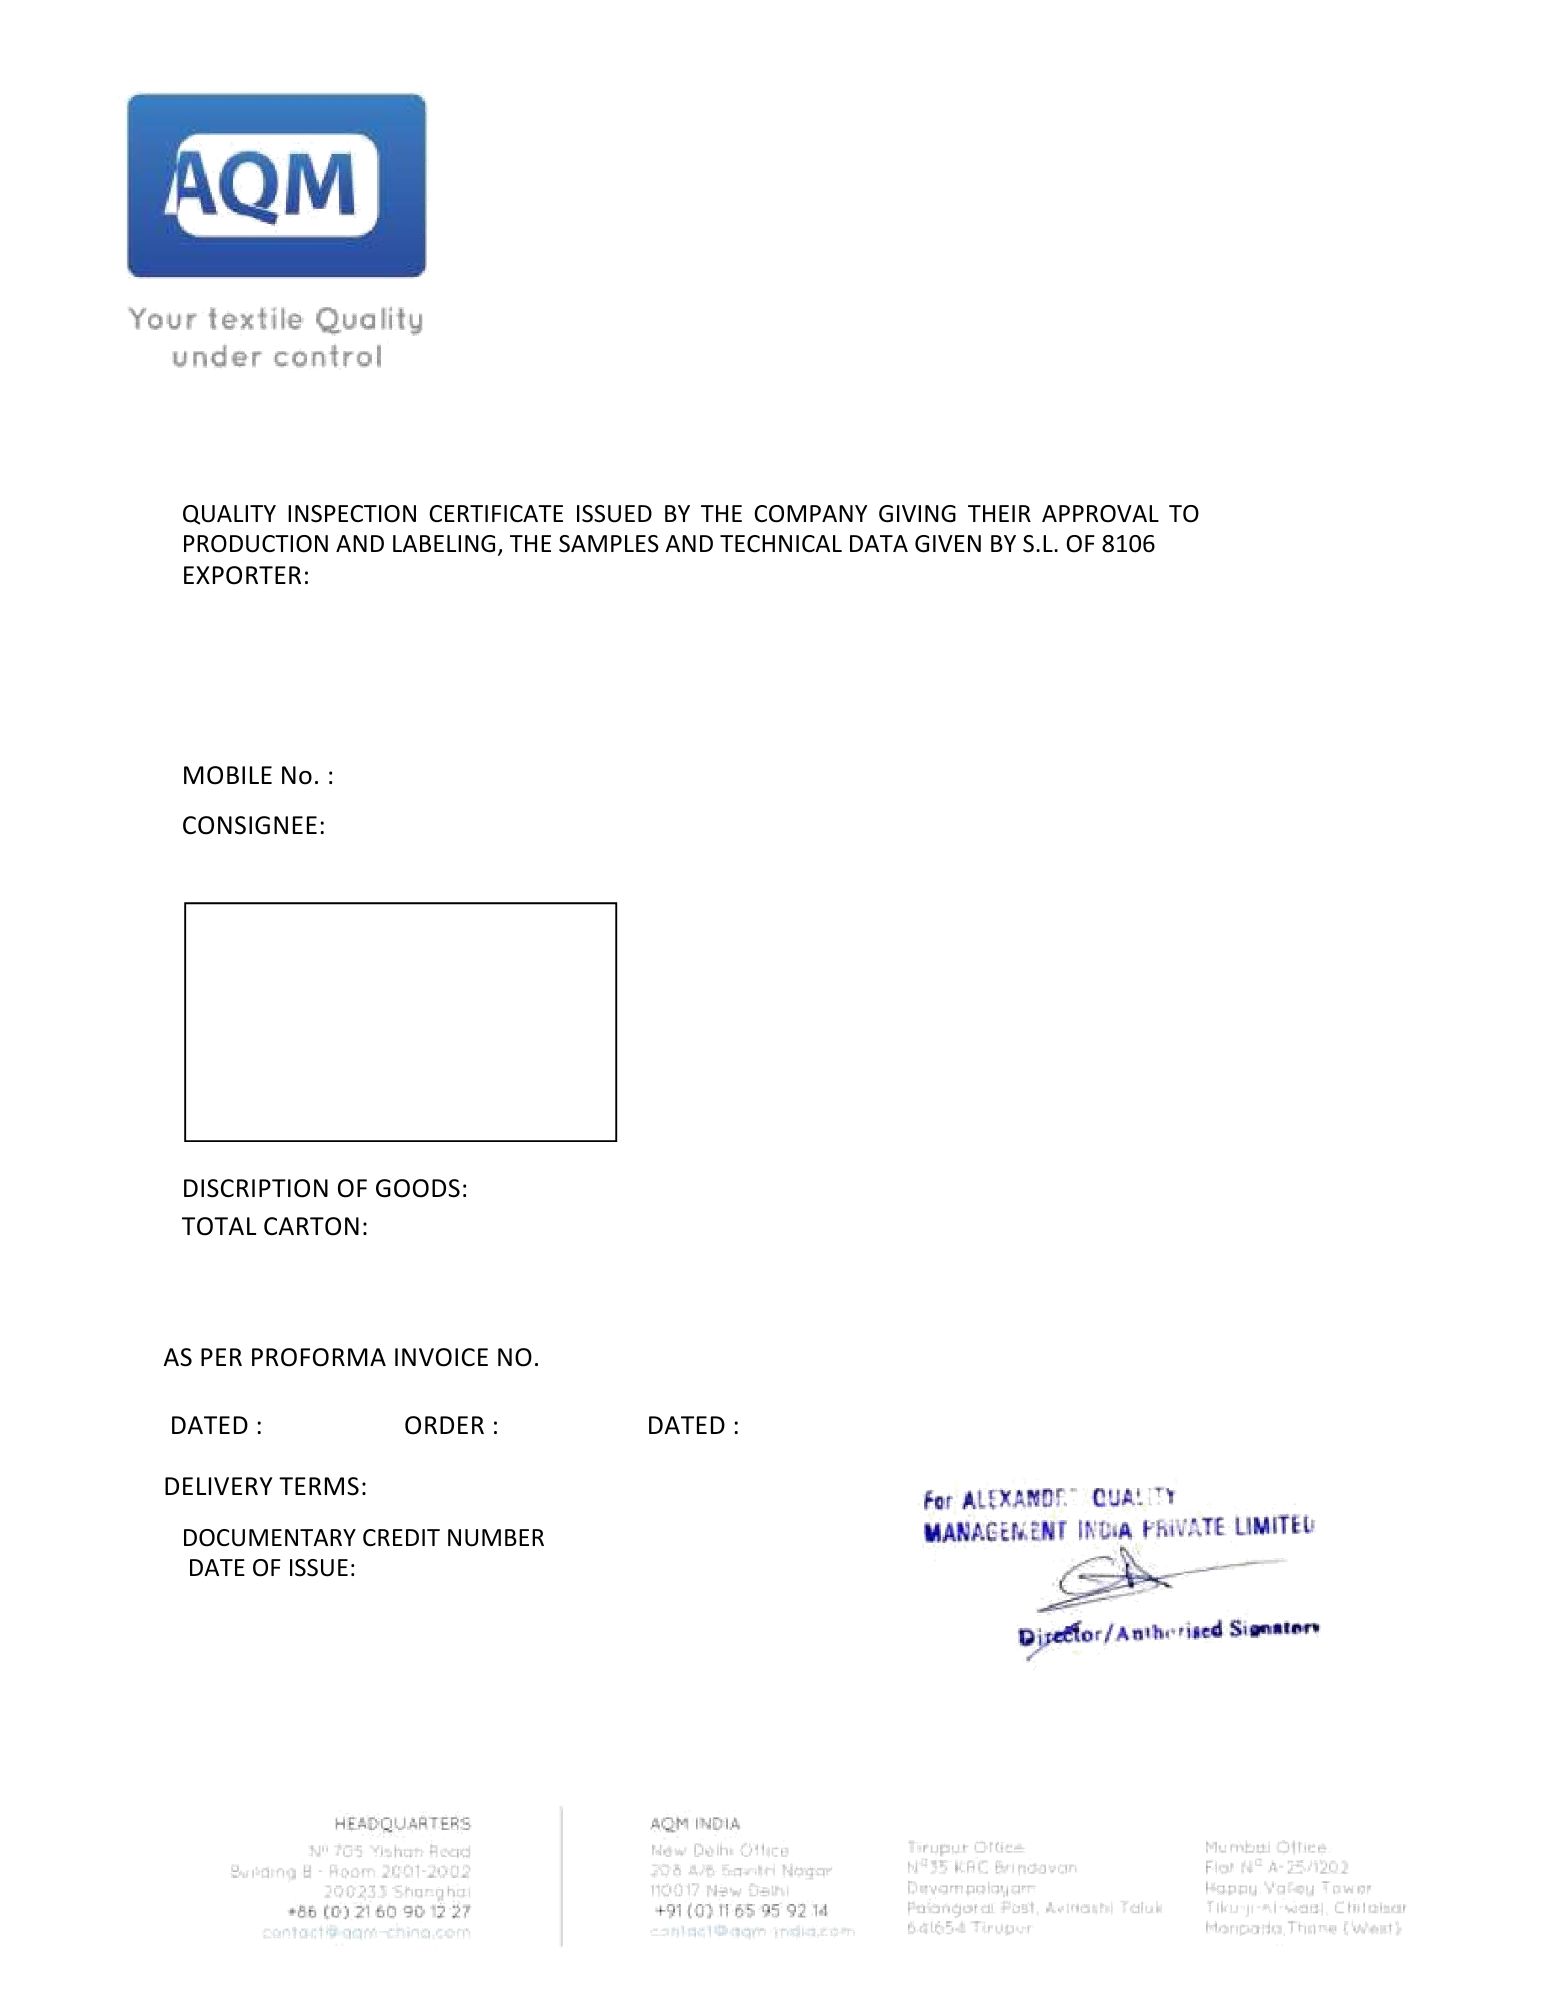 AQM
Your textile Quality
under control
QUALITY INSPECTION CERTIFICATE ISSUED BY THE COMPANY GIVING THEIR APPROVAL TO
PRODUCTION AND LABELING, THE SAMPLES AND TECHNICAL DATA GIVEN BY S.L. OF 8106
EXPORTER:
MOBILE No. :
CONSIGNEE:
DISCRIPTION OF GOODS:
TOTAL CARTON:
AS PER PROFORMA INVOICE NO.
DATED : ORDER : DATED :
DELIVERY TERMS:
DOCUMENTARY CREDIT NUMBER
DATE OF ISSUE:
For ALEXANDRE QUALITY
MANAGEMENT INDIA PRIVATE LIMITED
Director/Authorised Signatory
HEADQUARTERS
Nº 705 Yishan Road
Building B - Room 2001-2002
200233 Shanghai
+86 (0) 21 60 90 12 27
contact@aqm-china.com
AQM INDIA
New Delhi Office
208 A/6 Savitri Nagar
110017 New Delhi
+91 (0) 11 65 95 92 14
contact@aqm-india.com
Tirupur Office
Nº35 KRC Brindavan
Devampalayam
Palangarai Post, Avinashi Taluk
641654 Tirupur
Mumbai Office
Flat Nº A-25/1202
Happy Valley Tower
Tiku-ji-ni-wadi, Chitalsar
Manpada, Thane (West)